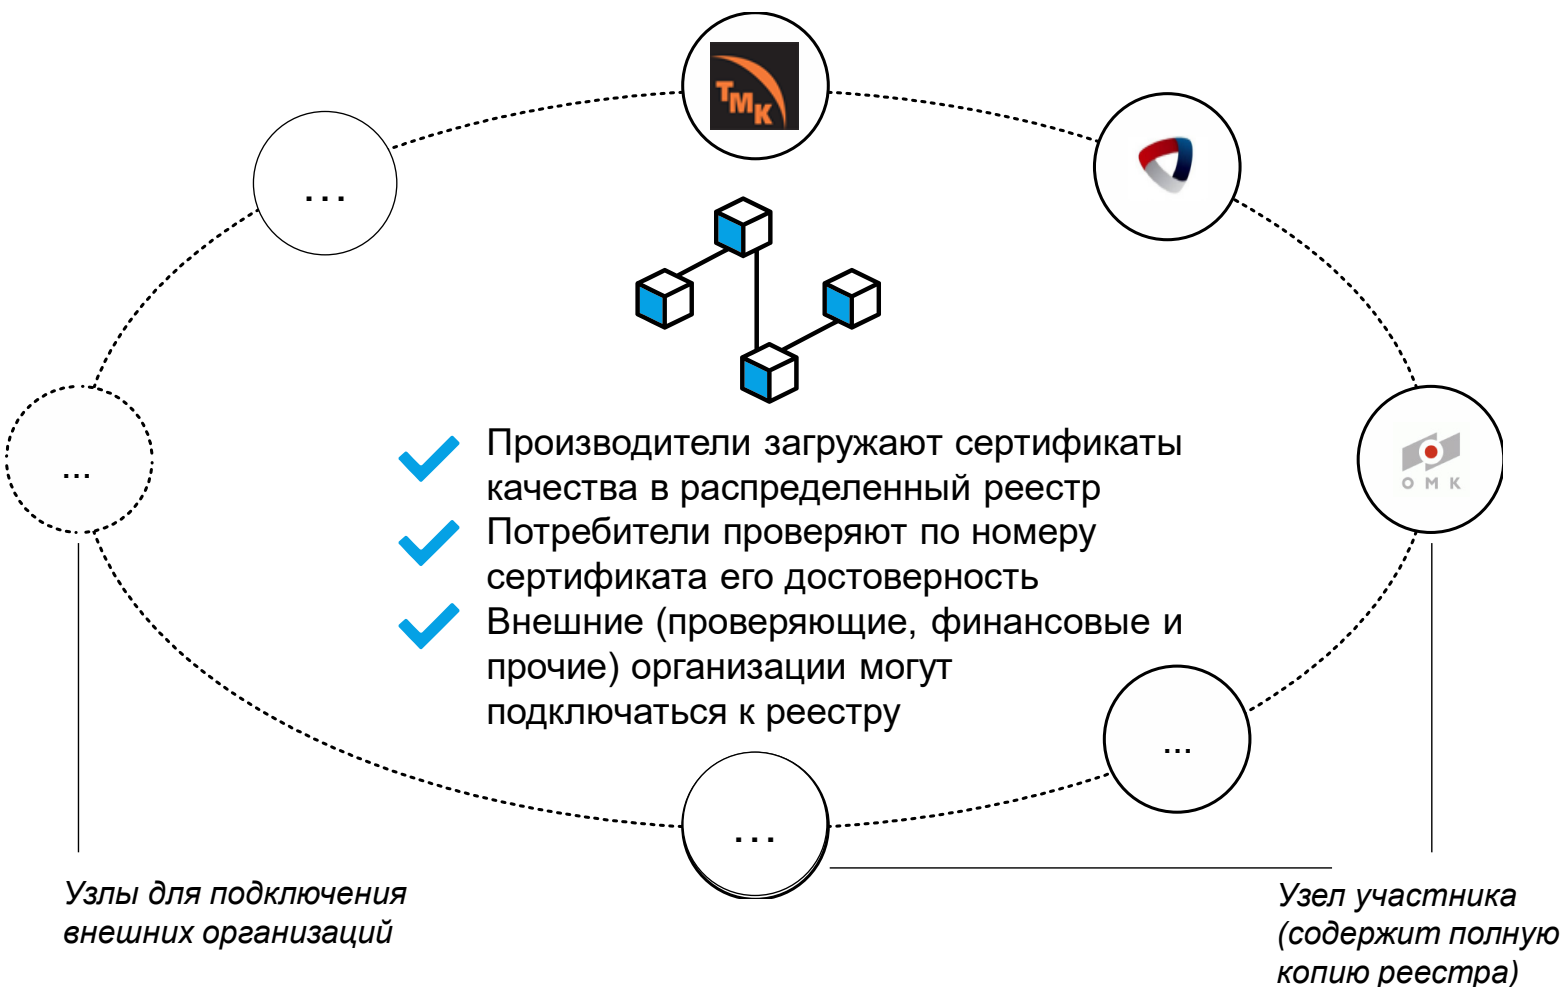 ТМК
...
...
ОМК
Производители загружают сертификаты
качества в распределенный реестр
Потребители проверяют по номеру
сертификата его достоверность
Внешние (проверяющие, финансовые и
прочие) организации могут
подключаться к реестру
...
...
Узлы для подключения
внешних организаций
Узел участника
(содержит полную
копию реестра)